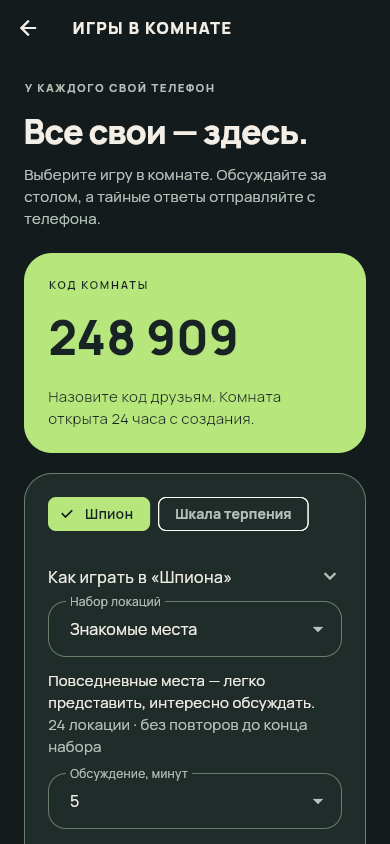 ИГРЫ В КОМНАТЕ
У КАЖДОГО СВОЙ ТЕЛЕФОН
Все свои — здесь.
Выберите игру в комнате. Обсуждайте за
столом, а тайные ответы отправляйте с
телефона.
КОД КОМНАТЫ
248 909
Назовите код друзьям. Комната
открыта 24 часа с создания.
Шпион
Шкала терпения
Как играть в «Шпиона»
Набор локаций
Знакомые места
Повседневные места — легко
представить, интересно обсуждать.
24 локации · без повторов до конца
набора
Обсуждение, минут
5